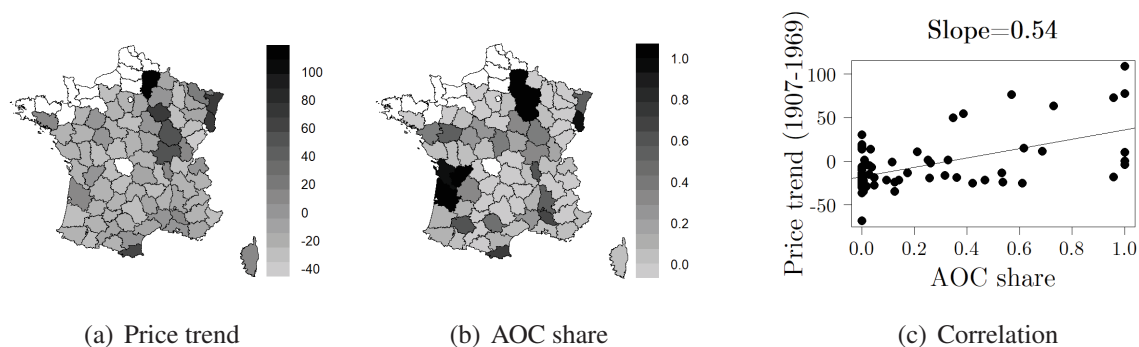 100
80
60
40
20
0
-20
-40
(a) Price trend
1.0
0.8
0.6
0.4
0.2
0.0
(b) AOC share
Slope=0.54
Price trend (1907-1969)
100
50
0
-50
0.0 0.2 0.4 0.6 0.8 1.0
AOC share
(c) Correlation